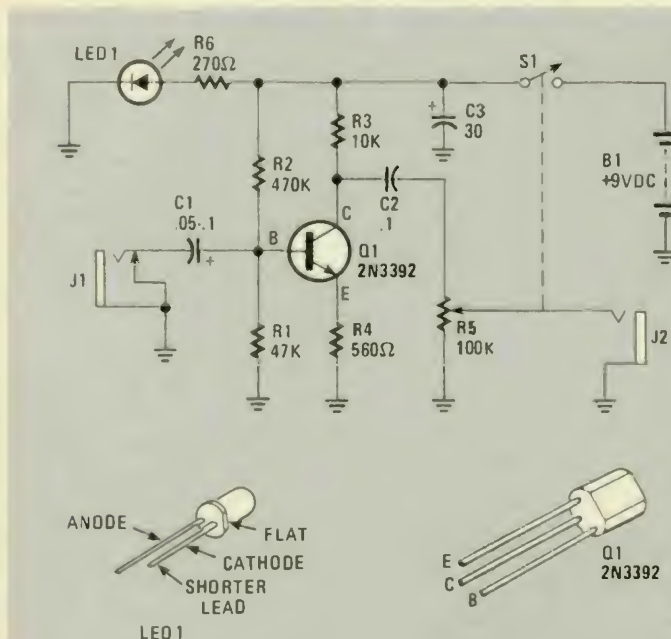 LED1
R6
270Ω
S1
R3
10K
C3
30
+
R2
470K
B1
+9VDC
C1
.05-.1
+
C
C2
.1
B
Q1
2N3392
E
J1
R1
47K
R4
560Ω
R5
100K
J2
ANODE
FLAT
CATHODE
SHORTER
LEAD
LED1
E
C
B
Q1
2N3392